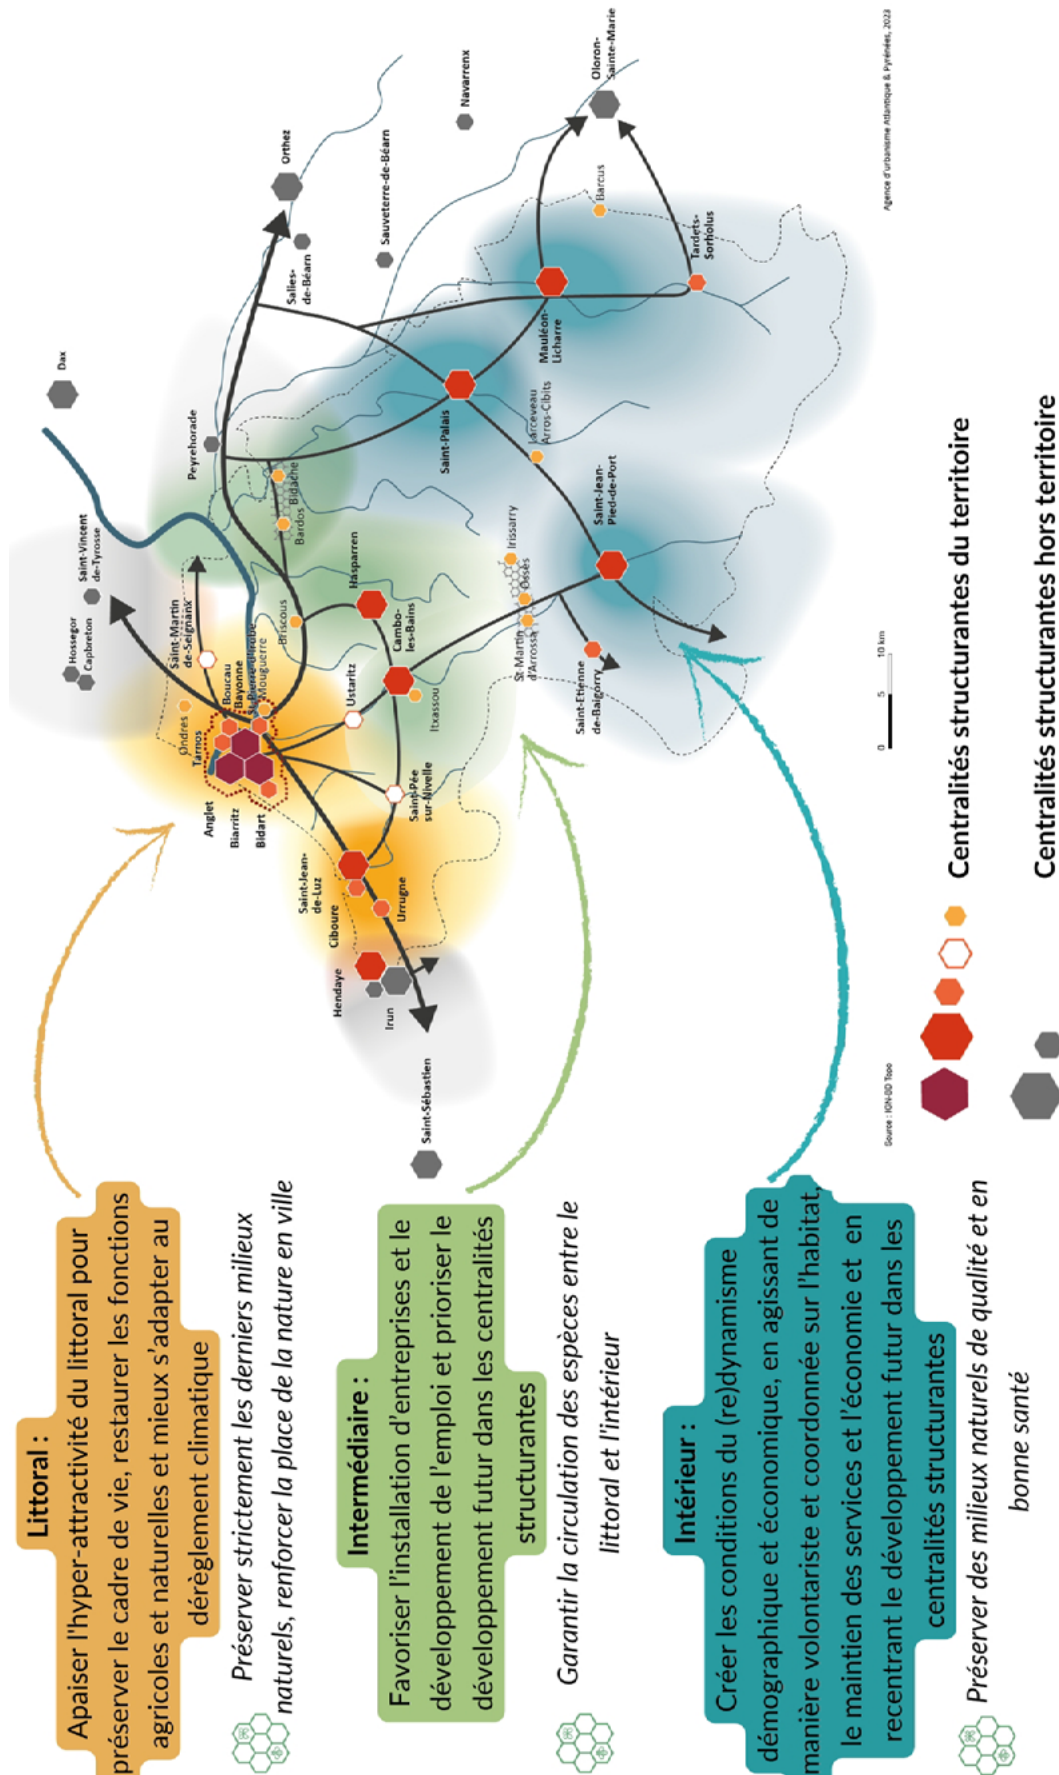 Littoral :
Apaiser l'hyper-attractivité du littoral pour
préserver le cadre de vie, restaurer les fonctions
agricoles et naturelles et mieux s'adapter au
dérèglement climatique
Préserver strictement les derniers milieux
naturels, renforcer la place de la nature en ville
Intermédiaire :
Favoriser l'installation d'entreprises et le
développement de l'emploi et prioriser le
développement futur dans les centralités
structurantes
Garantir la circulation des espèces entre le
littoral et l'intérieur
Intérieur :
Créer les conditions du (re)dynamisme
démographique et économique, en agissant de
manière volontariste et coordonnée sur l'habitat,
le maintien des services et l'économie et en
recentrant le développement futur dans les
centralités structurantes
Préserver des milieux naturels de qualité et en
bonne santé
Dax
Hossegor
Capbreton
Saint-Vincent
de-Tyrosse
Saint-Martin
de-Seignanx
Ondres
Tarnos
Boucau
Bayonne
St-Pierre-d'Irube
Mouguerre
Anglet
Biarritz
Bidart
Peyrehorade
Orthez
Salies-
de-Béarn
Sauveterre-de-Béarn
Navarrenx
Oloron-
Sainte-Marie
Bidache
Bardos
Briscous
Hasparren
Ustaritz
Cambo-
les-Bains
Itxassou
Saint-Pée
sur-Nivelle
Saint-Jean-
de-Luz
Ciboure
Urrugne
Hendaye
Irun
Saint-Sébastien
Saint-Palais
Mauléon-
Licharre
Barcus
Tardets-
Sorholus
Larceveau
Arros-Cibits
Saint-Jean
Pied-de-Port
Irissarry
Ossès
St Martin
d'Arrossa
Saint-Etienne
de-Baigorry
0 5 10 km
Source : IGN-BD Topo
Agence d'urbanisme Atlantique & Pyrénées, 2023
Centralités structurantes du territoire
Centralités structurantes hors territoire